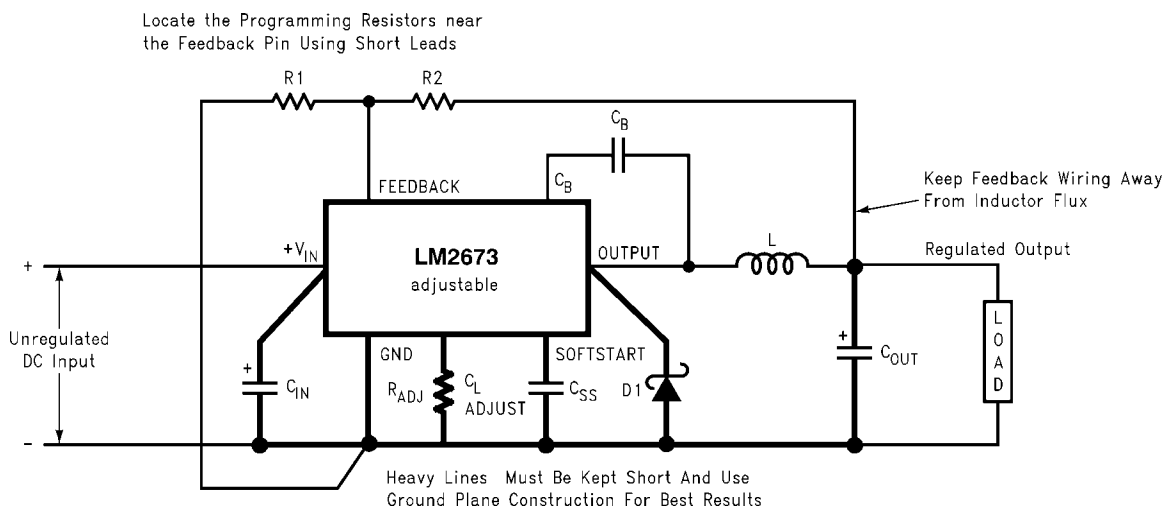 Locate the Programming Resistors near
the Feedback Pin Using Short Leads
R1
R2
C_B
FEEDBACK
C_B
Keep Feedback Wiring Away
From Inductor Flux
+V_IN
LM2673
adjustable
OUTPUT
L
Regulated Output
+
Unregulated
DC Input
-
+
C_IN
GND
R_ADJ
C_L
ADJUST
SOFTSTART
C_SS
D1
+
C_OUT
LOAD
Heavy Lines Must Be Kept Short And Use
Ground Plane Construction For Best Results